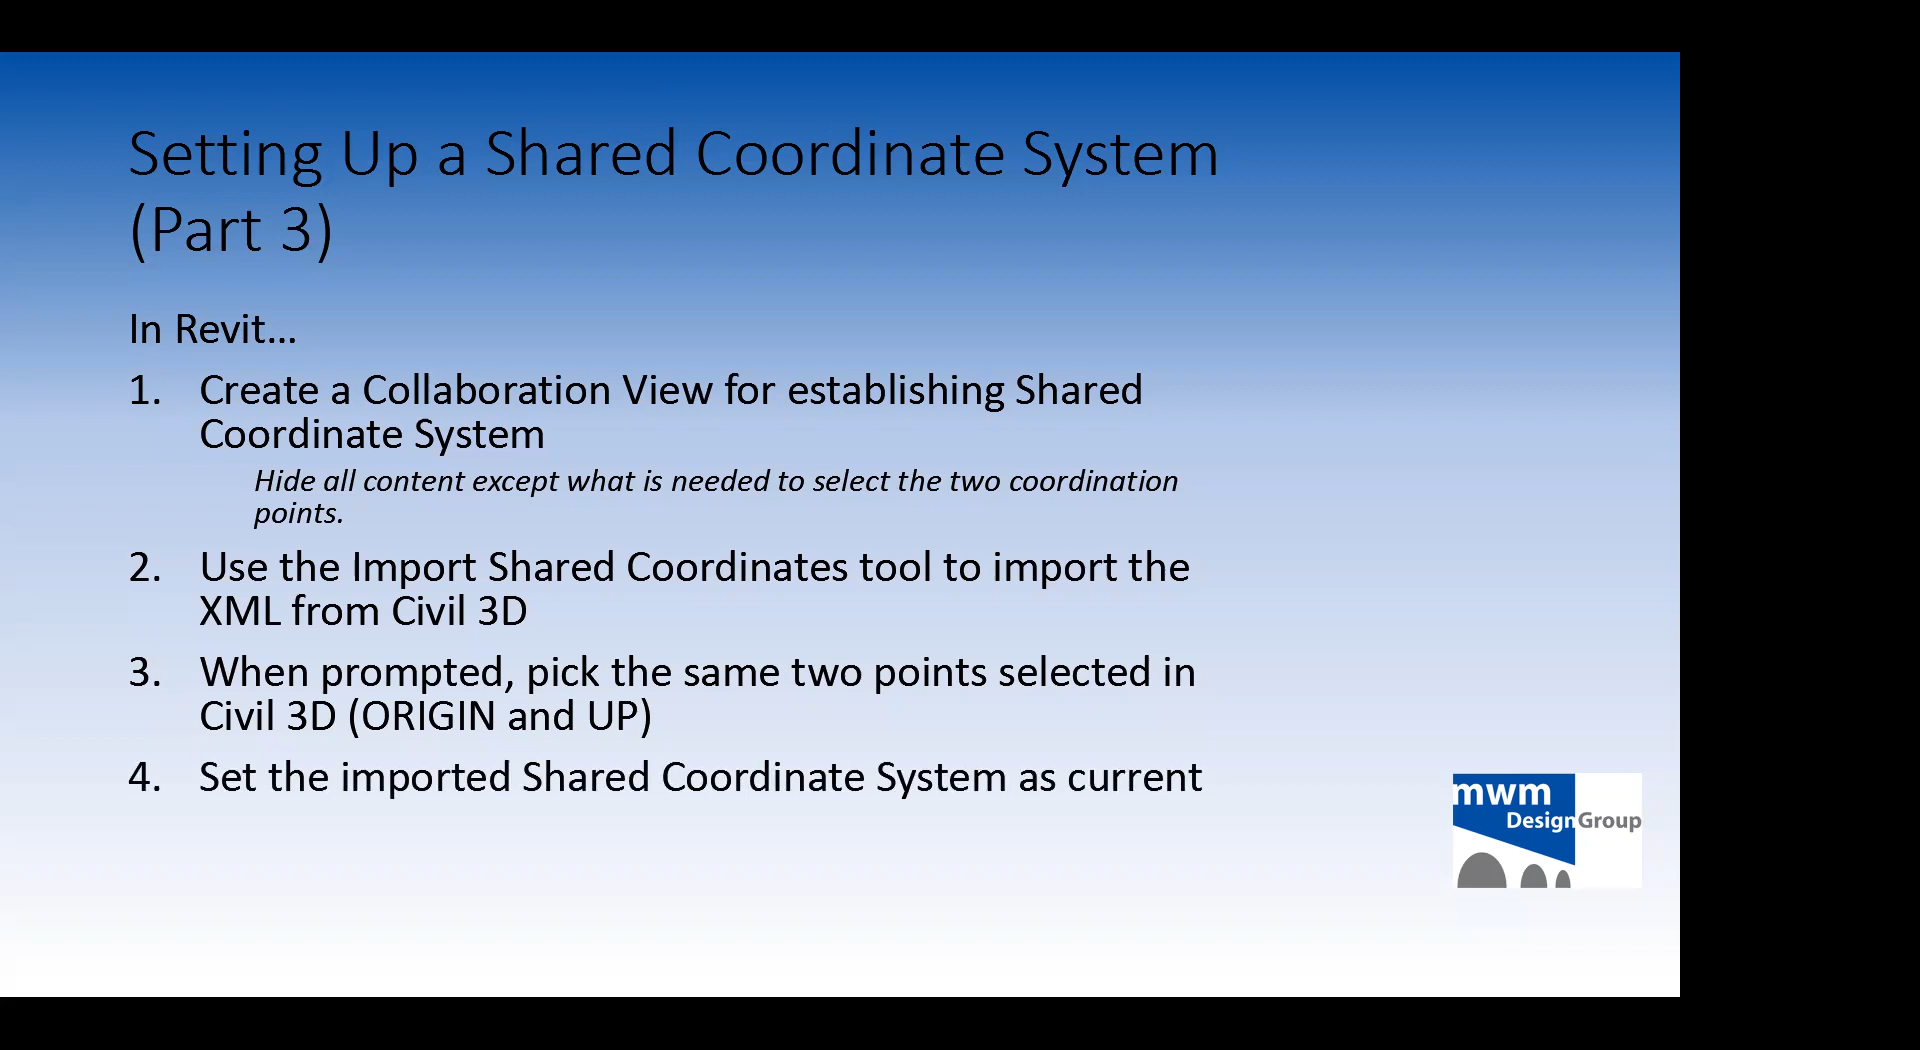 Setting Up a Shared Coordinate System
(Part 3)
In Revit...
1. Create a Collaboration View for establishing Shared
Coordinate System
Hide all content except what is needed to select the two coordination
points.
2. Use the Import Shared Coordinates tool to import the
XML from Civil 3D
3. When prompted, pick the same two points selected in
Civil 3D (ORIGIN and UP)
4. Set the imported Shared Coordinate System as current
mwm
DesignGroup